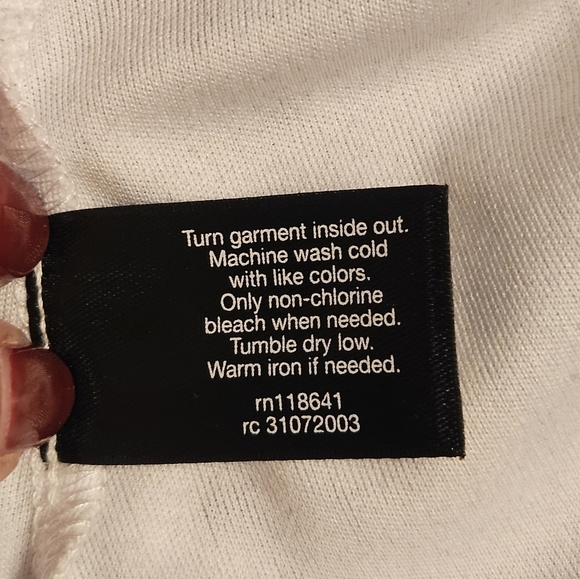 Turn garment inside out.
Machine wash cold
with like colors.
Only non-chlorine
bleach when needed.
Tumble dry low.
Warm iron if needed.
rn118641
rc 31072003